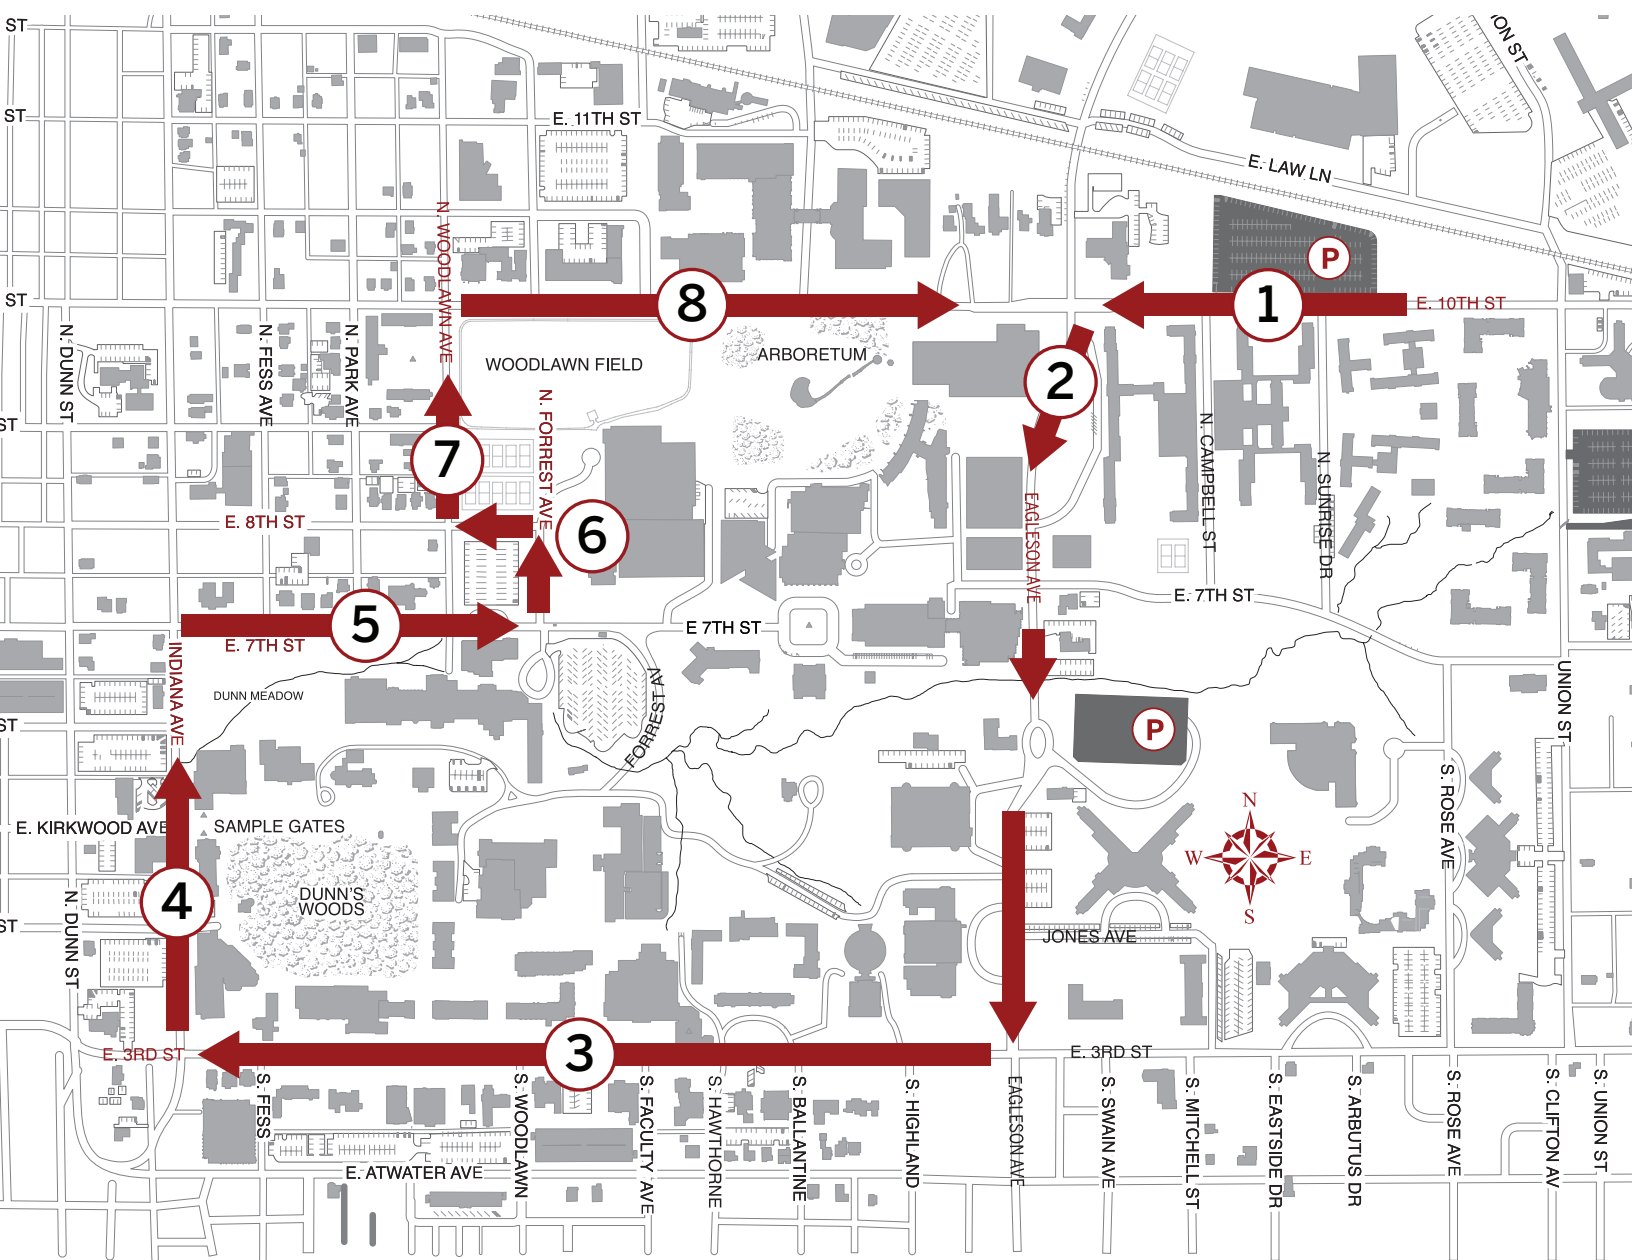 ST
ON ST
ST
E. 11TH ST
E. LAW LN
N. WOODLAWN AVE
P
ST
8
1
E. 10TH ST
N. DUNN ST
N. FESS AVE
N. PARK AVE
WOODLAWN FIELD
ARBORETUM
2
N. FORREST AVE
ST
7
N. CAMPBELL ST
N. SUNRISE DR
E. 8TH ST
6
EAGLESON AVE
E. 7TH ST
5
E 7TH ST
E. 7TH ST
INDIANA AVE
DUNN MEADOW
FORREST AV
UNION ST
ST
P
S. ROSE AVE
E. KIRKWOOD AVE
SAMPLE GATES
N
W
E
S
4
DUNN'S
WOODS
N. DUNN ST
ST
JONES AVE
E. 3RD ST
3
E. 3RD ST
S. FESS
S. WOODLAWN
S. FACULTY AVE
S. HAWTHORNE
S. BALLANTINE
S. HIGHLAND
EAGLESON AVE
S. SWAIN AVE
S. MITCHELL ST
S. EASTSIDE DR
S. ARBUTUS DR
S. ROSE AVE
S. CLIFTON AV
S. UNION ST
E. ATWATER AVE